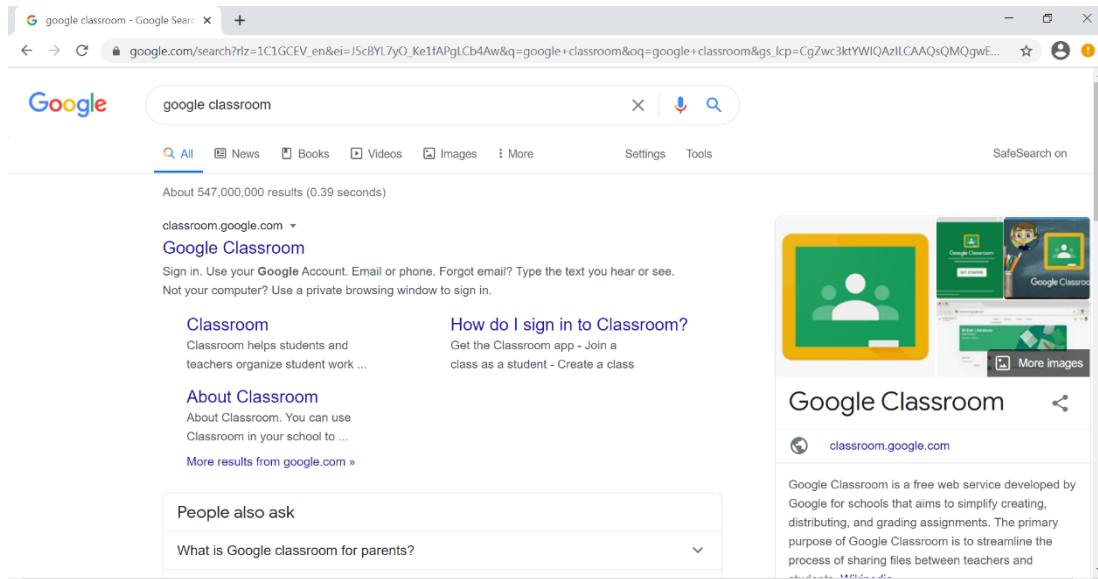 google classroom - Google Searc
google.com/search?rlz=1C1GCEV_en&ei=J5cBYL7yO_Ke1fAPgLCb4Aw&q=google+classroom&oq=google+classroom&gs_lcp=CgZwc3ktYWIQAzIlCAAQsQMQgwE...
Google
google classroom
All News Books Videos Images More Settings Tools SafeSearch on
About 547,000,000 results (0.39 seconds)
classroom.google.com
Google Classroom
Sign in. Use your Google Account. Email or phone. Forgot email? Type the text you hear or see.
Not your computer? Use a private browsing window to sign in.
Classroom
Classroom helps students and
teachers organize student work ...
How do I sign in to Classroom?
Get the Classroom app - Join a
class as a student - Create a class
About Classroom
About Classroom. You can use
Classroom in your school to ...
More results from google.com »
People also ask
What is Google classroom for parents?
Google Classroom
GET STARTED
Google Classroo
More images
Google Classroom
classroom.google.com
Google Classroom is a free web service developed by
Google for schools that aims to simplify creating,
distributing, and grading assignments. The primary
purpose of Google Classroom is to streamline the
process of sharing files between teachers and
students. Wikipedia